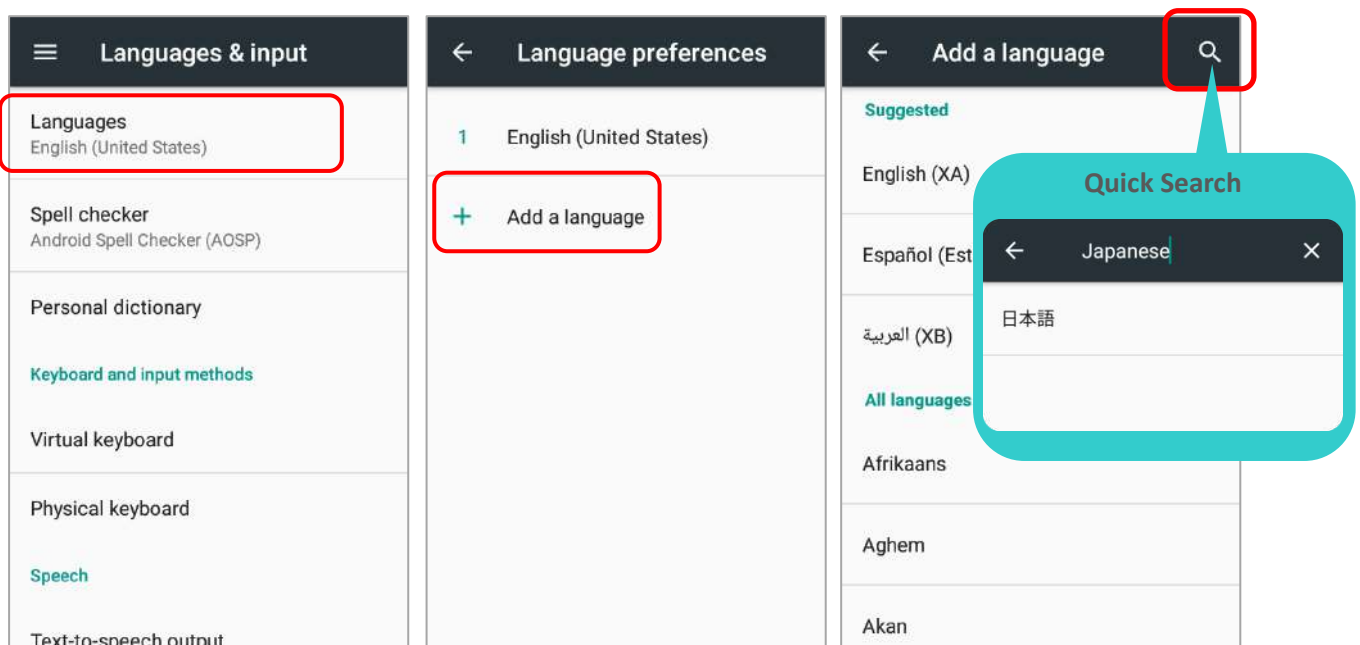 Languages & input
Languages
English (United States)
Spell checker
Android Spell Checker (AOSP)
Personal dictionary
Keyboard and input methods
Virtual keyboard
Physical keyboard
Speech
Text-to-speech output
Language preferences
1 English (United States)
+ Add a language
Add a language
Suggested
English (XA)
Español (Est
العربية (XB)
All languages
Afrikaans
Aghem
Akan
Quick Search
Japanese
日本語